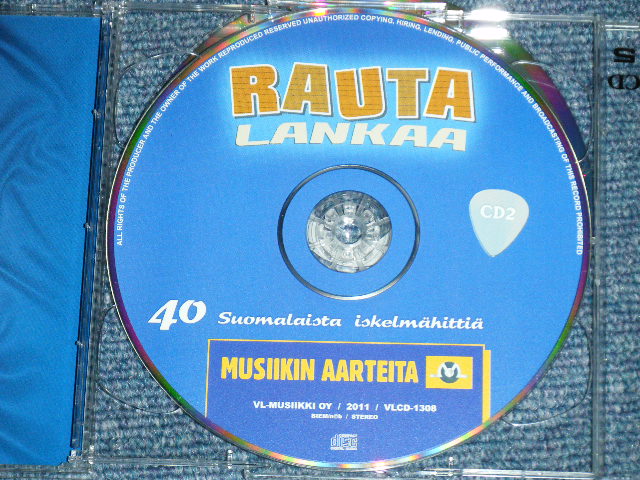 ALL RIGHTS OF THE PRODUCER AND THE OWNER OF THE WORK REPRODUCED RESERVED UNAUTHORIZED COPYING, HIRING, LENDING, PUBLIC PERFORMANCE AND BROADCASTING OF THIS RECORD PROHIBITED
RAUTA
LANKAA
CD2
40 Suomalaista iskelmähittiä
MUSIIKIN AARTEITA
VL-MUSIIKKI OY / 2011 / VLCD-1308
BIEM/ncb / STEREO